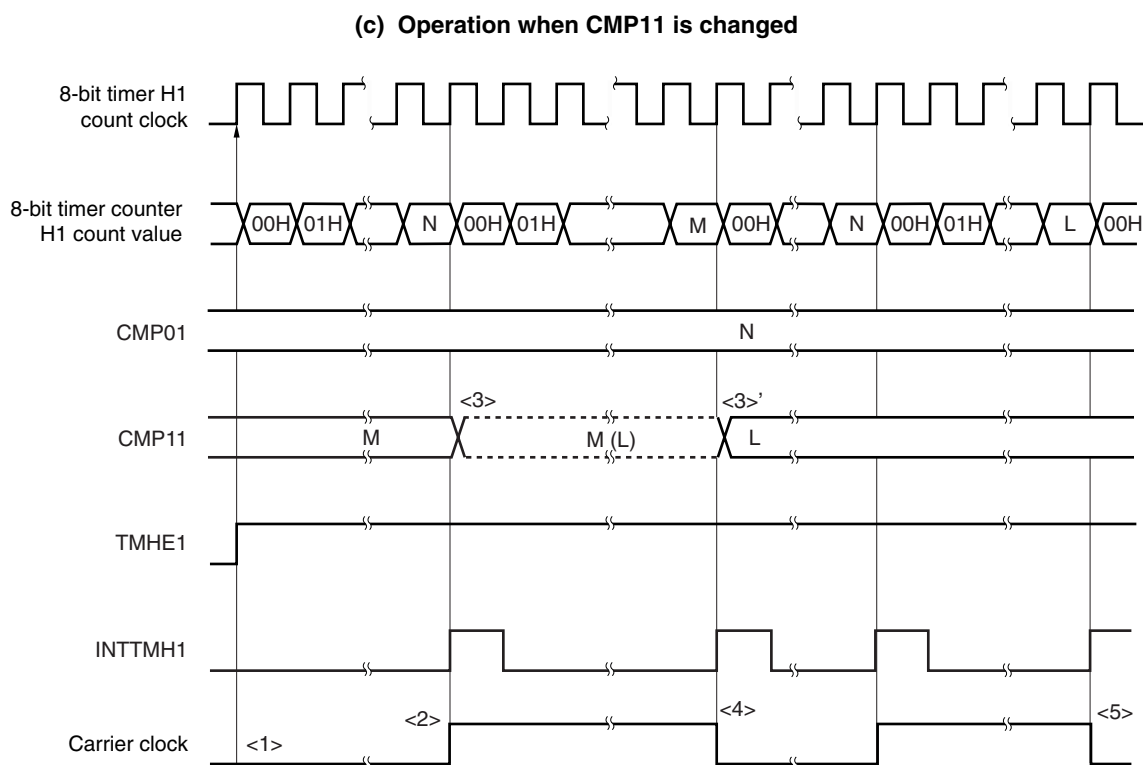 (c) Operation when CMP11 is changed
8-bit timer H1
count clock
8-bit timer counter
H1 count value
00H 01H N 00H 01H M 00H N 00H 01H L 00H
CMP01
N
<3> <3>’
CMP11
M M (L) L
TMHE1
INTTMH1
<2> <4> <5>
Carrier clock
<1>